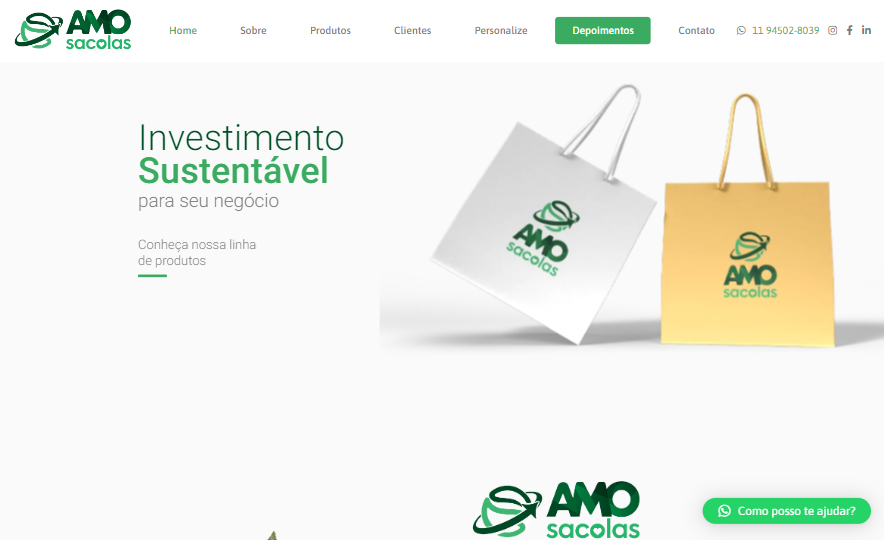 AMO
sacolas
Home
Sobre
Produtos
Clientes
Personalize
Depoimentos
Contato
11 94502-8039
Investimento
Sustentável
para seu negócio
Conheça nossa linha
de produtos
AMO
sacolas
AMO
sacolas
AMO
sacolas
Como posso te ajudar?